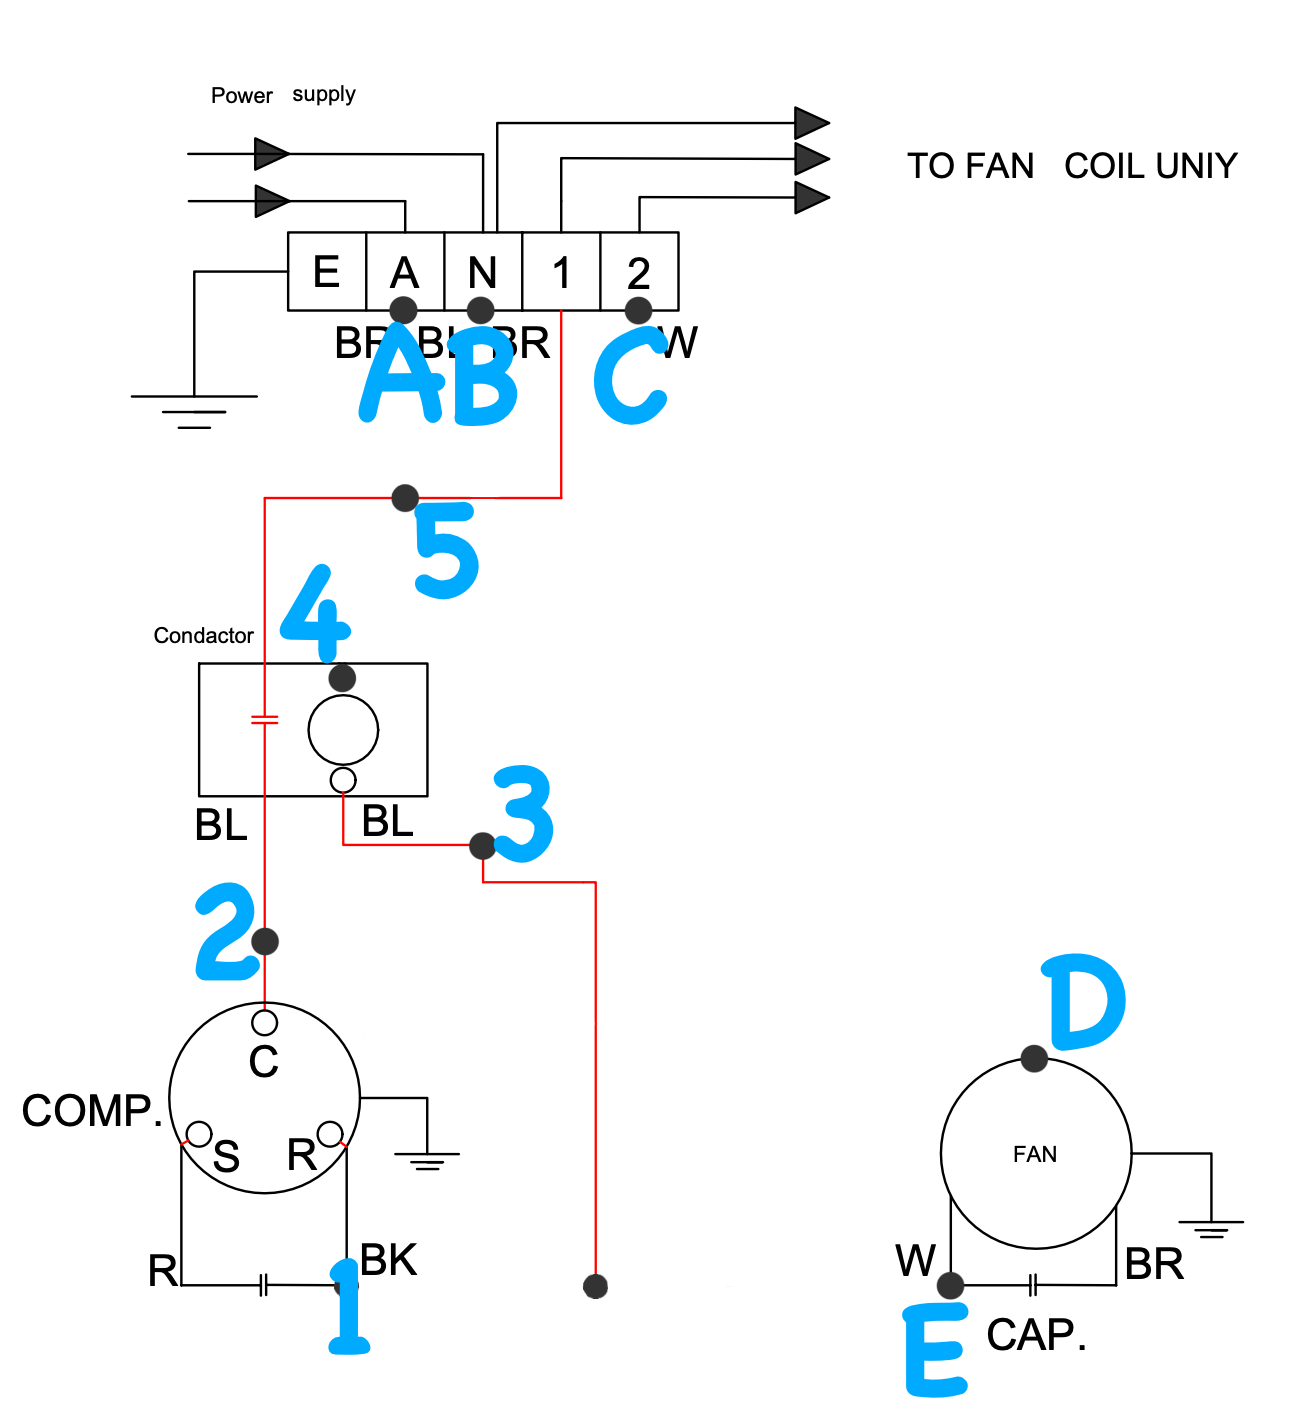 Power supply
TO FAN COIL UNIY
E A N 1 2
BR BL BR W
A B C
5
4
Condactor
BL BL
3
2
D
C
COMP.
S R
FAN
R BK W BR
1
E CAP.